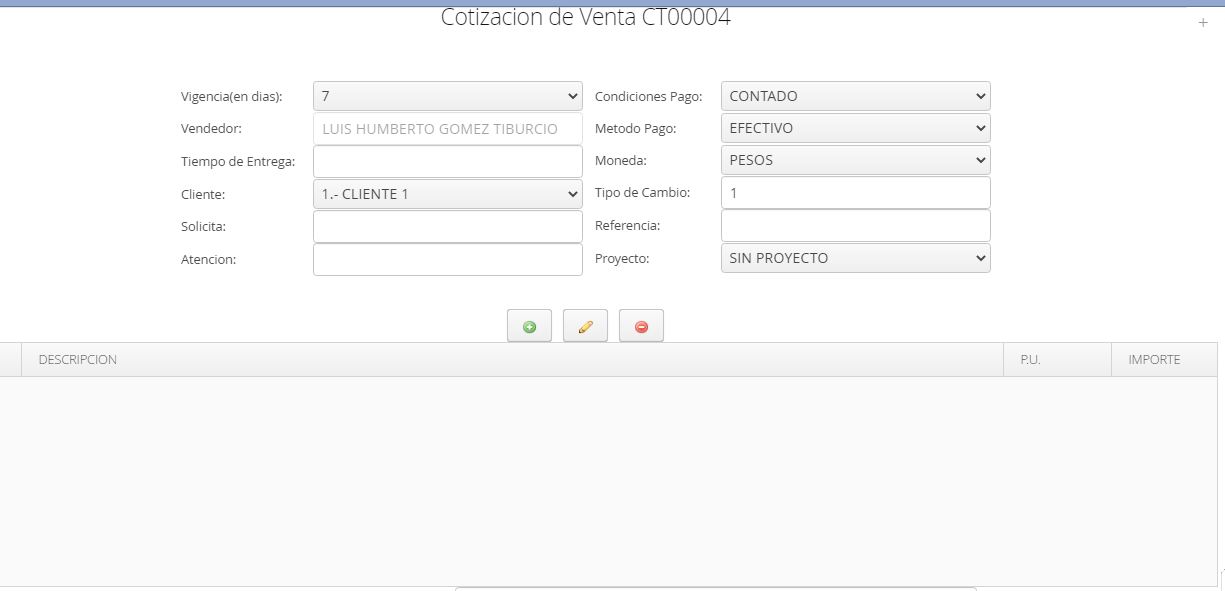 Cotizacion de Venta CT00004
+
Vigencia(en dias): 7 Condiciones Pago: CONTADO
Vendedor: LUIS HUMBERTO GOMEZ TIBURCIO Metodo Pago: EFECTIVO
Tiempo de Entrega: Moneda: PESOS
Cliente: 1.- CLIENTE 1 Tipo de Cambio: 1
Solicita: Referencia:
Atencion: Proyecto: SIN PROYECTO
DESCRIPCION P.U. IMPORTE